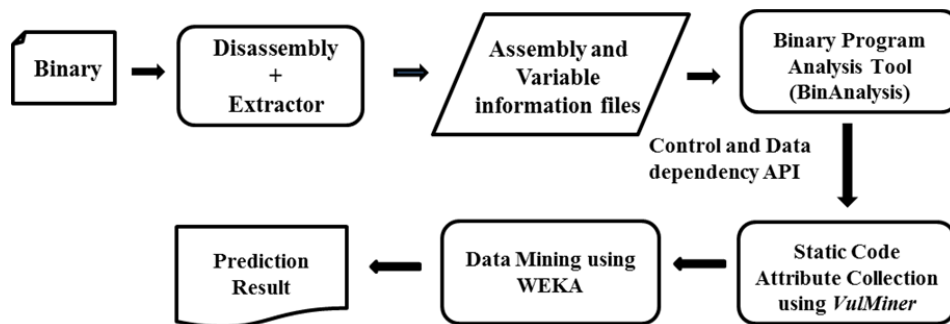 Binary
Disassembly
+
Extractor
Assembly and
Variable
information files
Binary Program
Analysis Tool
(BinAnalysis)
Control and Data
dependency API
Static Code
Attribute Collection
using VulMiner
Data Mining using
WEKA
Prediction
Result